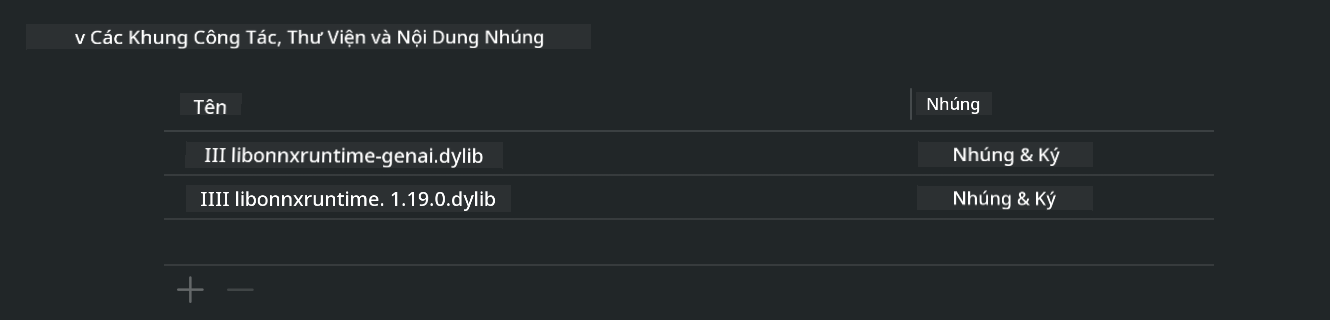 v Các Khung Công Tác, Thư Viện và Nội Dung Nhúng
Tên Nhúng
III libonnxruntime-genai.dylib Nhúng & Ký
IIII libonnxruntime. 1.19.0.dylib Nhúng & Ký